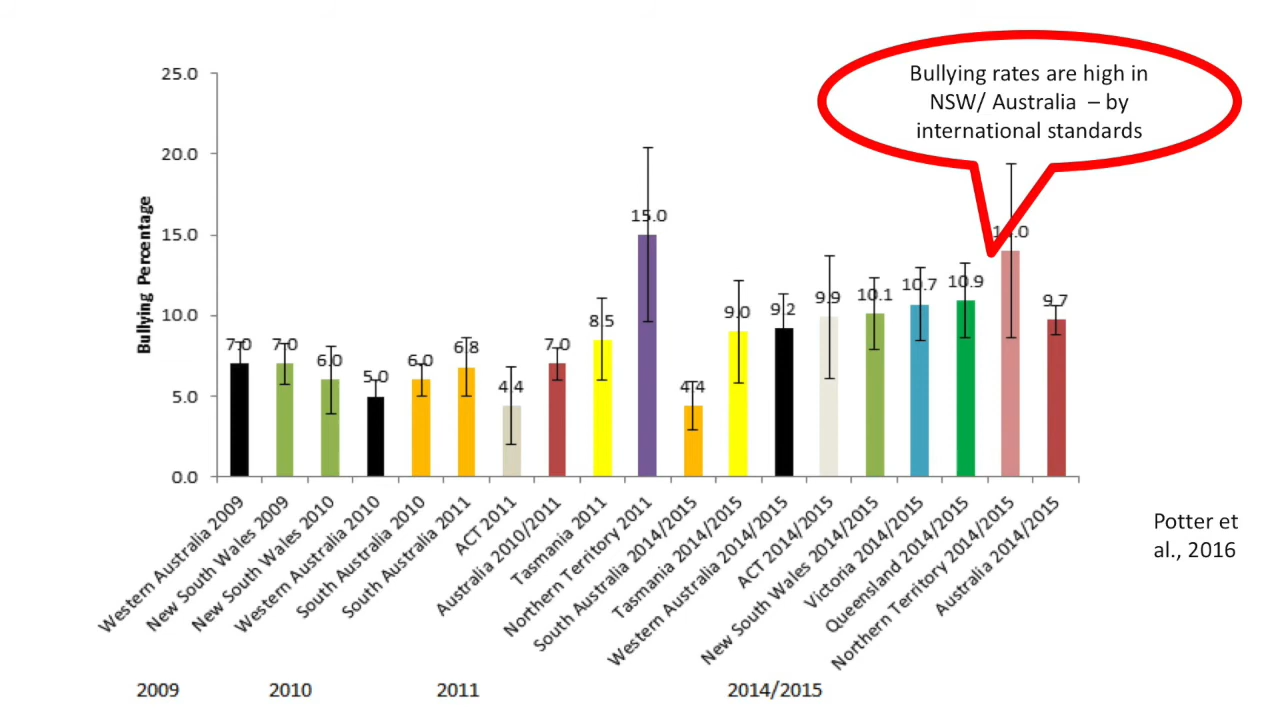 Bullying rates are high in
NSW/ Australia – by
international standards
Bullying Percentage
25.0
20.0
15.0
10.0
5.0
0.0
7.0
7.0
6.0
5.0
6.0
6.8
4.4
7.0
8.5
15.0
4.4
9.0
9.2
9.9
10.1
10.7
10.9
9.7
Western Australia 2009
New South Wales 2009
New South Wales 2010
Western Australia 2010
South Australia 2010
South Australia 2011
ACT 2011
Australia 2010/2011
Tasmania 2011
Northern Territory 2011
South Australia 2014/2015
Tasmania 2014/2015
Western Australia 2014/2015
ACT 2014/2015
New South Wales 2014/2015
Victoria 2014/2015
Queensland 2014/2015
Northern Territory 2014/2015
Australia 2014/2015
Potter et
al., 2016
2009
2010
2011
2014/2015